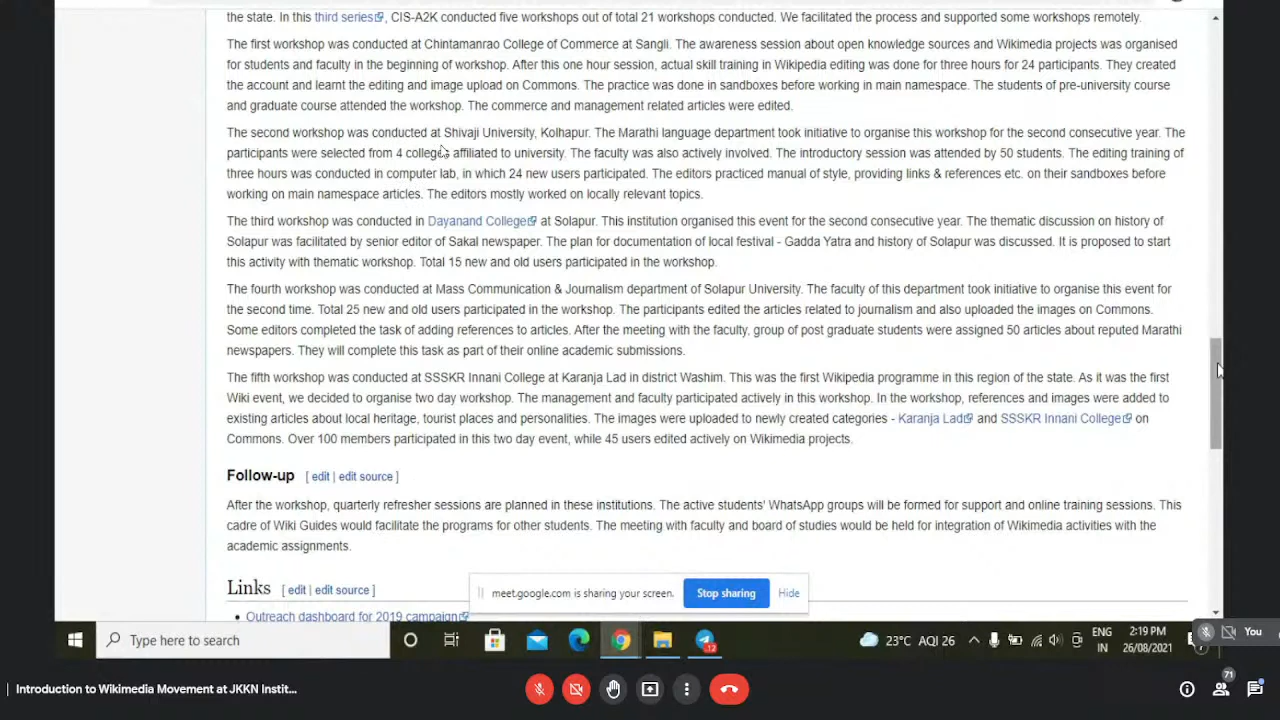 the state. In this third series, CIS-A2K conducted five workshops out of total 21 workshops conducted. We facilitated the process and supported some workshops remotely.
The first workshop was conducted at Chintamanrao College of Commerce at Sangli. The awareness session about open knowledge sources and Wikimedia projects was organised
for students and faculty in the beginning of workshop. After this one hour session, actual skill training in Wikipedia editing was done for three hours for 24 participants. They created
the account and learnt the editing and image upload on Commons. The practice was done in sandboxes before working in main namespace. The students of pre-university course
and graduate course attended the workshop. The commerce and management related articles were edited.
The second workshop was conducted at Shivaji University, Kolhapur. The Marathi language department took initiative to organise this workshop for the second consecutive year. The
participants were selected from 4 colleges affiliated to university. The faculty was also actively involved. The introductory session was attended by 50 students. The editing training of
three hours was conducted in computer lab, in which 24 new users participated. The editors practiced manual of style, providing links & references etc. on their sandboxes before
working on main namespace articles. The editors mostly worked on locally relevant topics.
The third workshop was conducted in Dayanand College at Solapur. This institution organised this event for the second consecutive year. The thematic discussion on history of
Solapur was facilitated by senior editor of Sakal newspaper. The plan for documentation of local festival - Gadda Yatra and history of Solapur was discussed. It is proposed to start
this activity with thematic workshop. Total 15 new and old users participated in the workshop.
The fourth workshop was conducted at Mass Communication & Journalism department of Solapur University. The faculty of this department took initiative to organise this event for
the second time. Total 25 new and old users participated in the workshop. The participants edited the articles related to journalism and also uploaded the images on Commons.
Some editors completed the task of adding references to articles. After the meeting with the faculty, group of post graduate students were assigned 50 articles about reputed Marathi
newspapers. They will complete this task as part of their online academic submissions.
The fifth workshop was conducted at SSSKR Innani College at Karanja Lad in district Washim. This was the first Wikipedia programme in this region of the state. As it was the first
Wiki event, we decided to organise two day workshop. The management and faculty participated actively in this workshop. In the workshop, references and images were added to
existing articles about local heritage, tourist places and personalities. The images were uploaded to newly created categories - Karanja Lad and SSSKR Innani College on
Commons. Over 100 members participated in this two day event, while 45 users edited actively on Wikimedia projects.
Follow-up [ edit | edit source ]
After the workshop, quarterly refresher sessions are planned in these institutions. The active students' WhatsApp groups will be formed for support and online training sessions. This
cadre of Wiki Guides would facilitate the programs for other students. The meeting with faculty and board of studies would be held for integration of Wikimedia activities with the
academic assignments.
Links [ edit | edit source ]
meet.google.com is sharing your screen. Stop sharing Hide
• Outreach dashboard for 2019 campaign
Type here to search
23°C AQI 26
ENG
IN
2:19 PM
26/08/2021
You
Introduction to Wikimedia Movement at JKKN Instit...
71